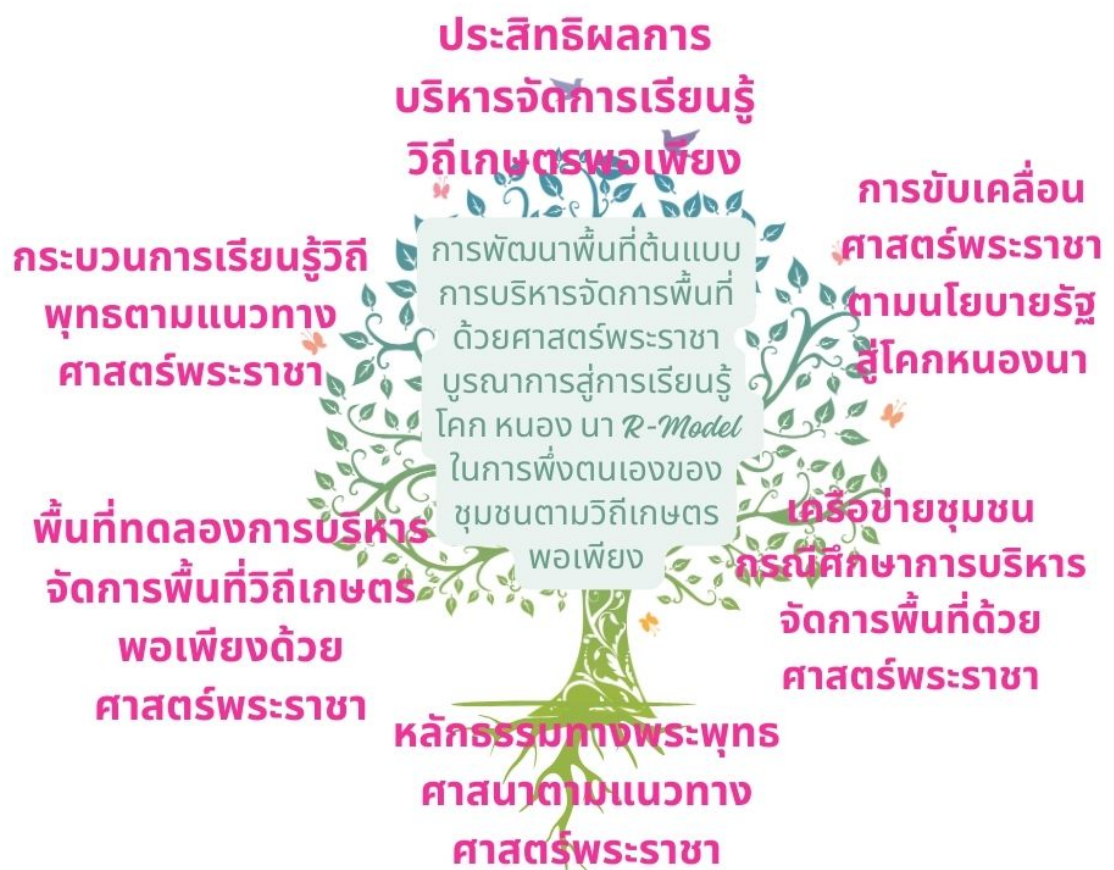 ประสิทธิผลการ
บริหารจัดการเรียนรู้
วิถีเกษตรพอเพียง
การขับเคลื่อน
ศาสตร์พระราชา
ตามนโยบายรัฐ
สู่โคกหนองนา
กระบวนการเรียนรู้วิถี
พุทธตามแนวทาง
ศาสตร์พระราชา
การพัฒนาพื้นที่ต้นแบบ
การบริหารจัดการพื้นที่
ด้วยศาสตร์พระราชา
บูรณาการสู่การเรียนรู้
โคก หนอง นา R-Model
ในการพึ่งตนเองของ
ชุมชนตามวิถีเกษตร
พอเพียง
พื้นที่ทดลองการบริหาร
จัดการพื้นที่วิถีเกษตร
พอเพียงด้วย
ศาสตร์พระราชา
เครือข่ายชุมชน
กรณีศึกษาการบริหาร
จัดการพื้นที่ด้วย
ศาสตร์พระราชา
หลักธรรมทางพระพุทธ
ศาสนาตามแนวทาง
ศาสตร์พระราชา